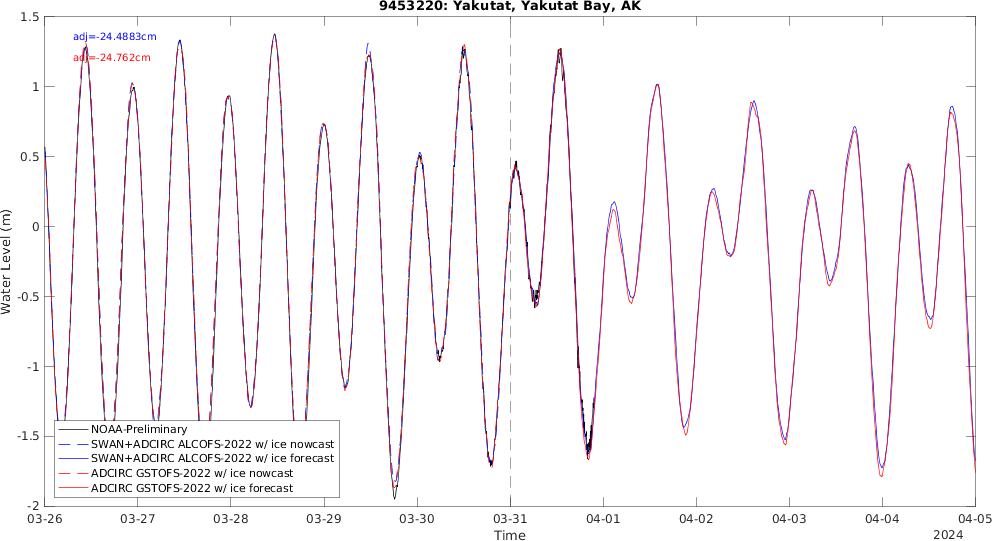 9453220: Yakutat, Yakutat Bay, AK
adj=-24.4883cm
adj=-24.762cm
1.5
1
0.5
0
-0.5
-1
-1.5
-2
Water Level (m)
NOAA-Preliminary
SWAN+ADCIRC ALCOFS-2022 w/ ice nowcast
SWAN+ADCIRC ALCOFS-2022 w/ ice forecast
ADCIRC GSTOFS-2022 w/ ice nowcast
ADCIRC GSTOFS-2022 w/ ice forecast
03-26 03-27 03-28 03-29 03-30 03-31 04-01 04-02 04-03 04-04 04-05
Time
2024